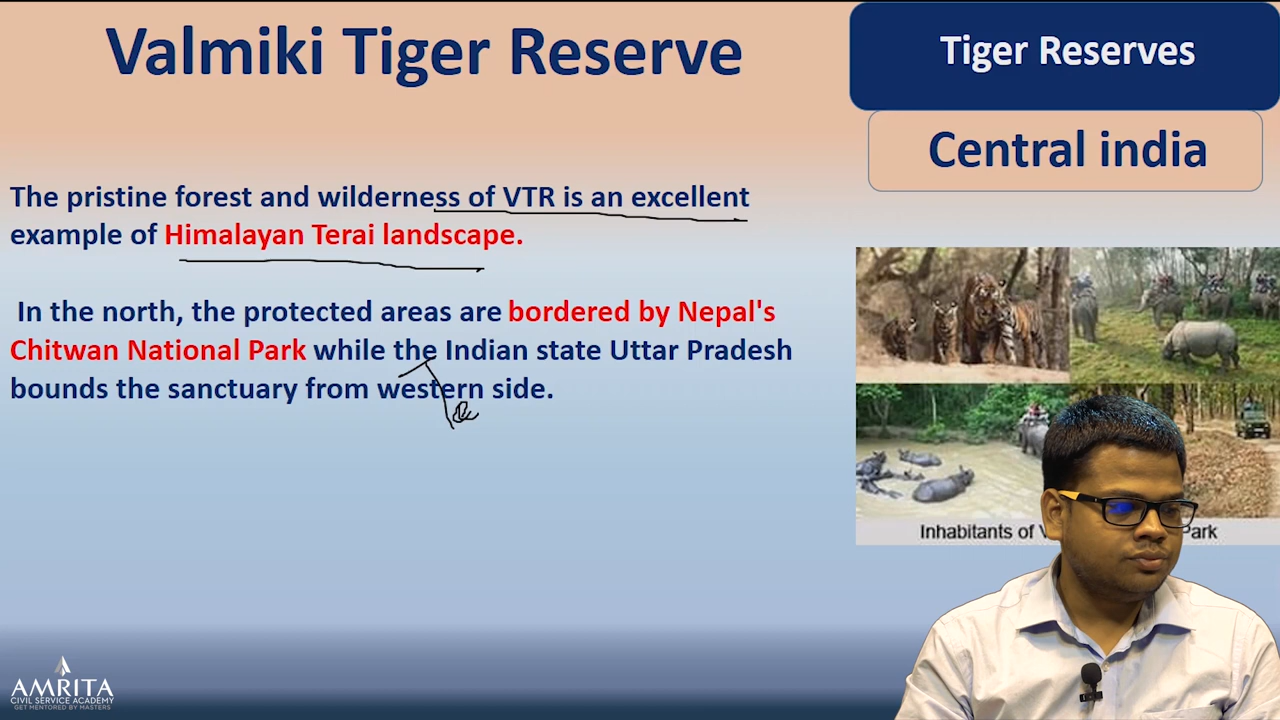 Valmiki Tiger Reserve
Tiger Reserves
Central india
The pristine forest and wilderness of VTR is an excellent
example of Himalayan Terai landscape.
In the north, the protected areas are bordered by Nepal's
Chitwan National Park while the Indian state Uttar Pradesh
bounds the sanctuary from western side.
Inhabitants of
Park
AMRITA
CIVIL SERVICE ACADEMY
GET MENTORED BY MASTERS